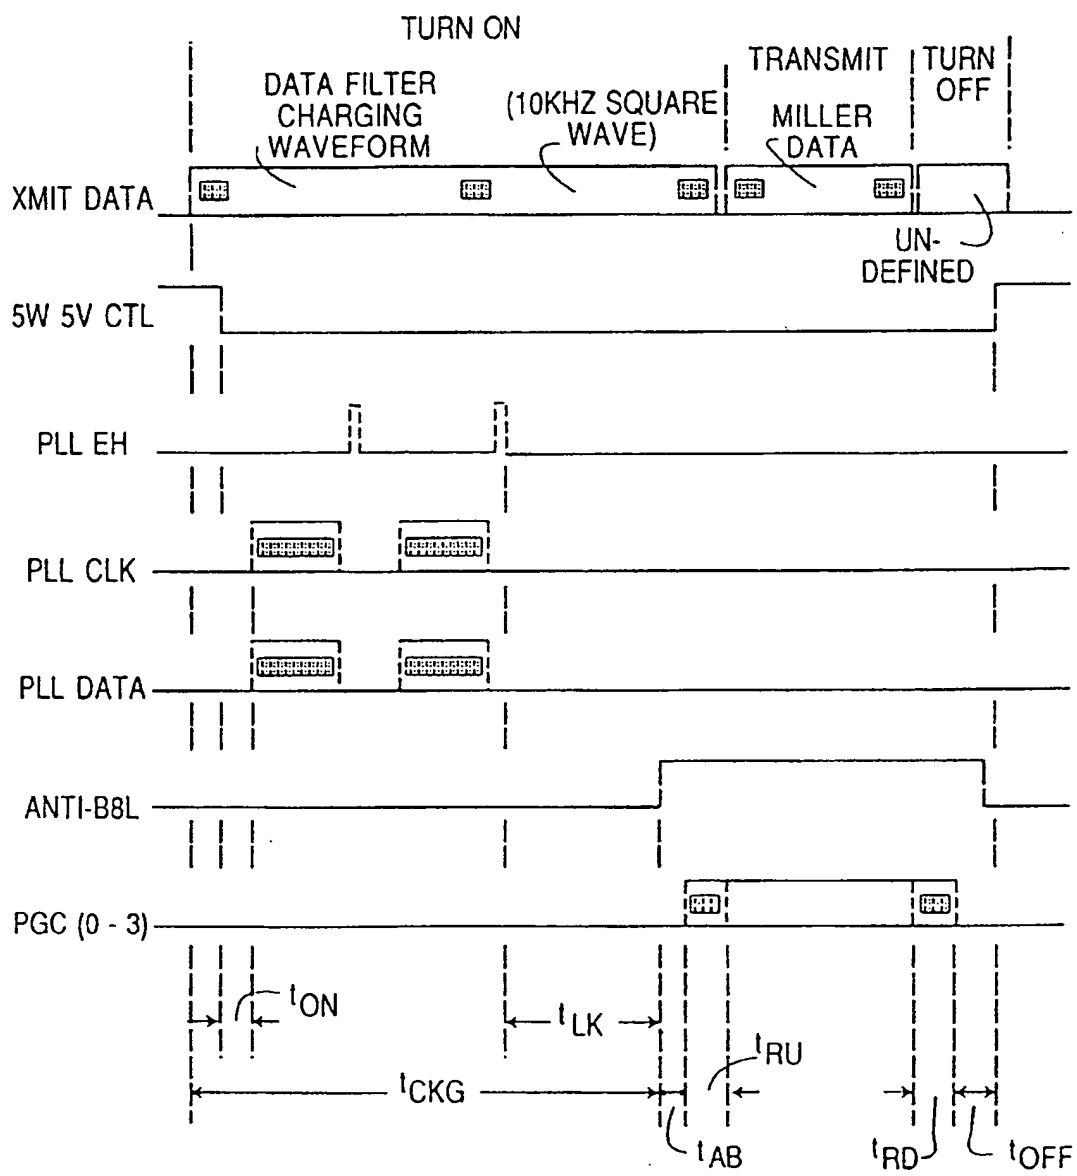 TURN ON
TRANSMIT
TURN
OFF
DATA FILTER
CHARGING
WAVEFORM
(10KHZ SQUARE
WAVE)
MILLER
DATA
XMIT DATA
UN-
DEFINED
5W 5V CTL
PLL EH
PLL CLK
PLL DATA
ANTI-B8L
PGC (0 - 3)
tON
tLK
tRU
tCKG
tAB
tRD
tOFF